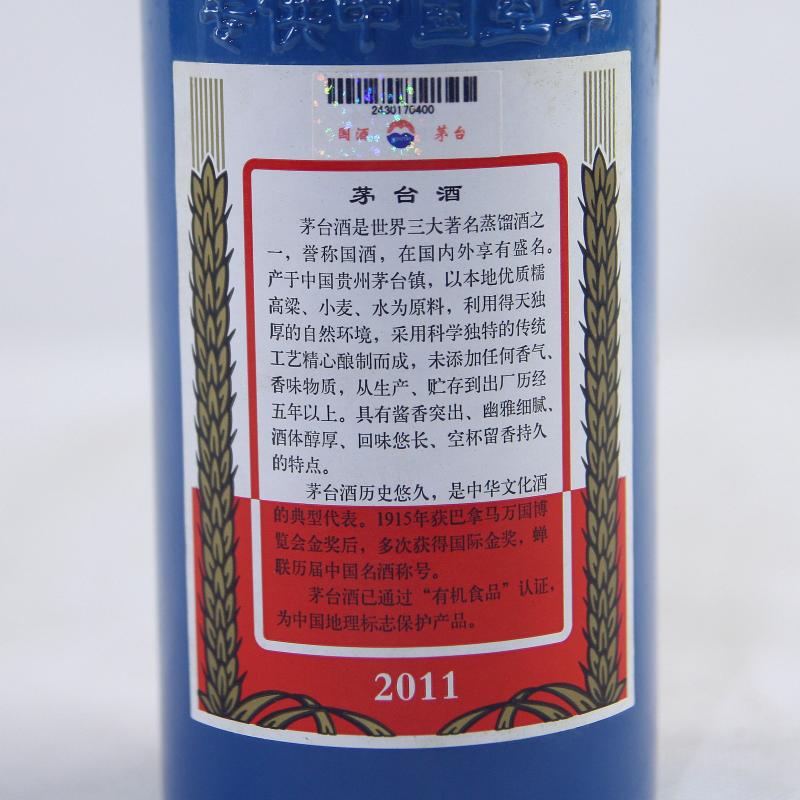 专供中国空军
2430170400
国酒 茅台
茅台酒
茅台酒是世界三大著名蒸馏酒之
一，誉称国酒，在国内外享有盛名。
产于中国贵州茅台镇，以本地优质糯
高粱、小麦、水为原料，利用得天独
厚的自然环境，采用科学独特的传统
工艺精心酿制而成，未添加任何香气、
香味物质，从生产、贮存到出厂历经
五年以上。具有酱香突出、幽雅细腻、
酒体醇厚、回味悠长、空杯留香持久
的特点。
茅台酒历史悠久，是中华文化酒
的典型代表。1915年获巴拿马万国博
览会金奖后，多次获得国际金奖，蝉
联历届中国名酒称号。
茅台酒已通过“有机食品”认证，
为中国地理标志保护产品。
2011